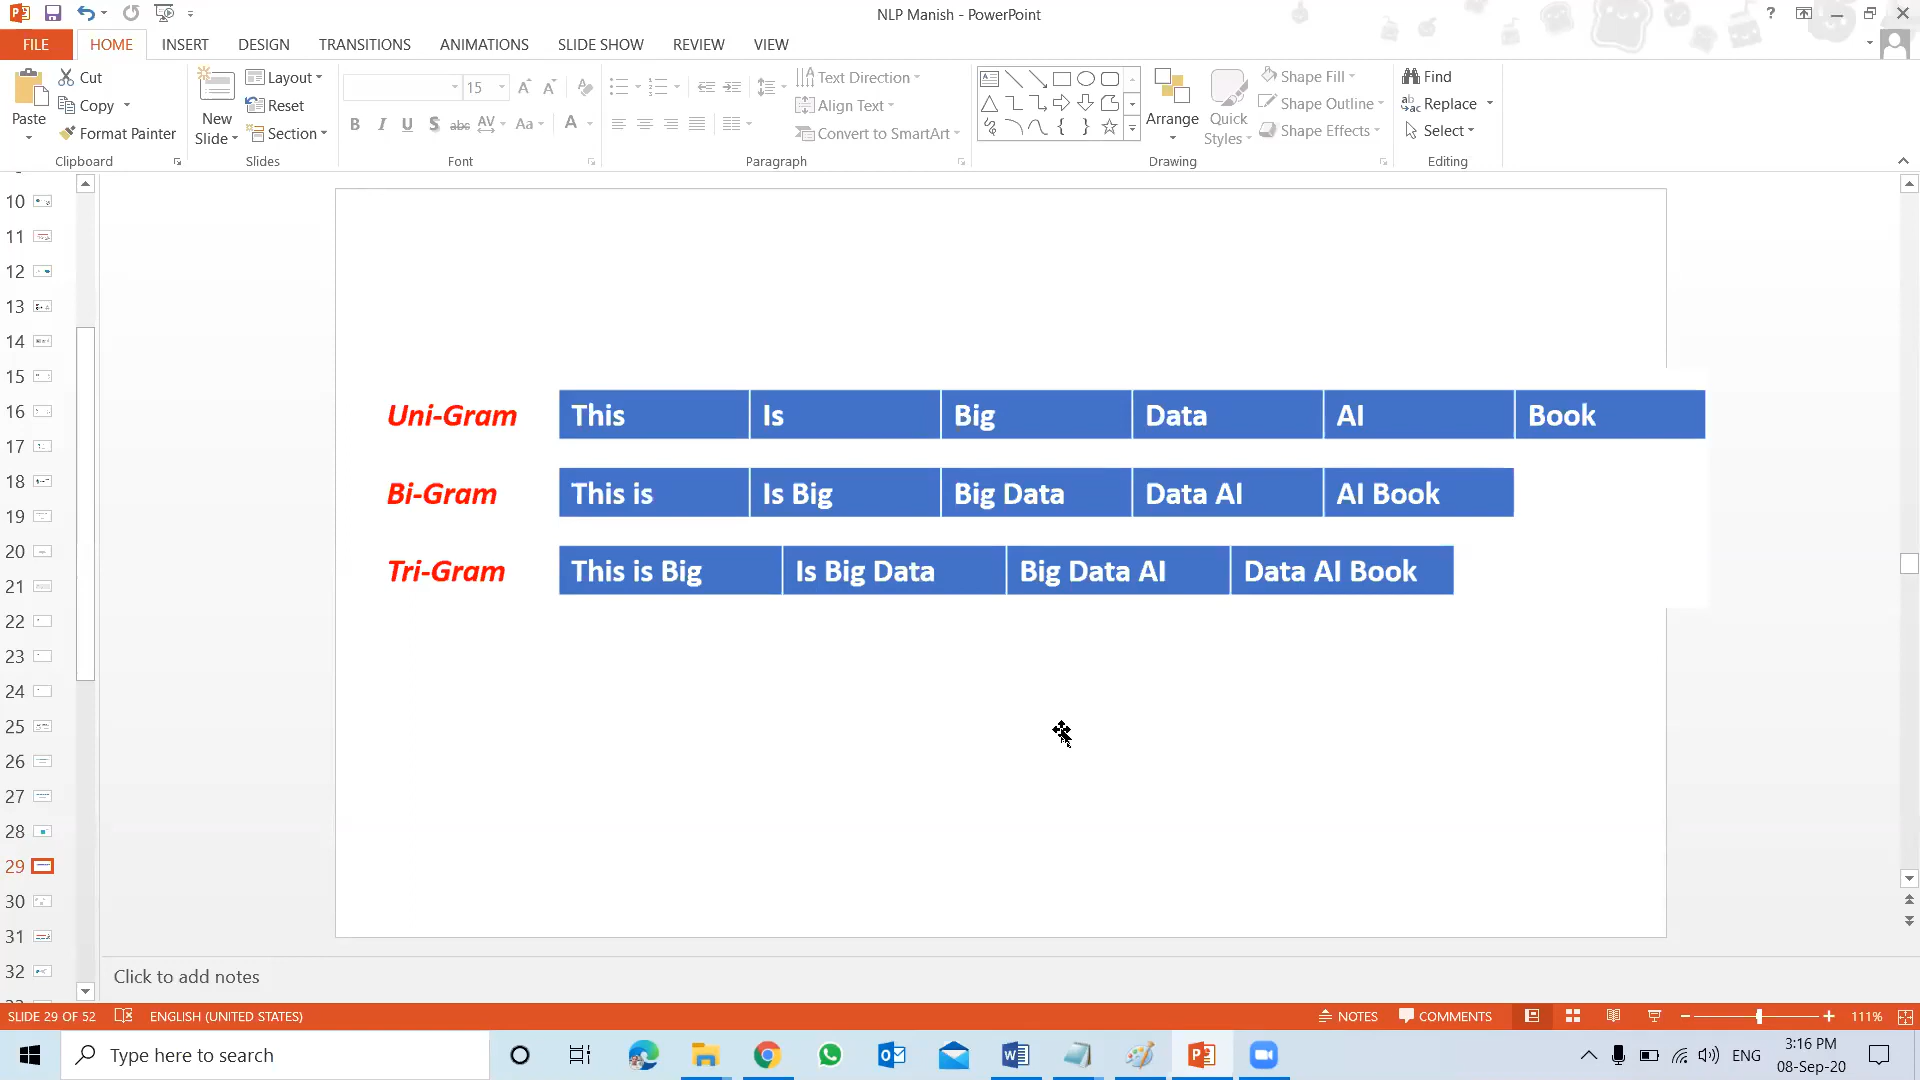 NLP Manish - PowerPoint
?
FILE HOME INSERT DESIGN TRANSITIONS ANIMATIONS SLIDE SHOW REVIEW VIEW
Paste
Cut
Copy
Format Painter
Clipboard
New
Slide
Layout
Reset
Section
Slides
15
B I U S abc AV Aa A
Font
Text Direction
Align Text
Convert to SmartArt
Paragraph
Arrange
Quick
Styles
Shape Fill
Shape Outline
Shape Effects
Drawing
Find
Replace
Select
Editing
10
11
12
13
14
15
16
17
18
19
20
21
22
23
24
25
26
27
28
29
30
31
32
Uni-Gram This Is Big Data AI Book
Bi-Gram This is Is Big Big Data Data AI AI Book
Tri-Gram This is Big Is Big Data Big Data AI Data AI Book
Click to add notes
SLIDE 29 OF 52 ENGLISH (UNITED STATES) NOTES COMMENTS 111%
Type here to search
ENG
3:16 PM
08-Sep-20